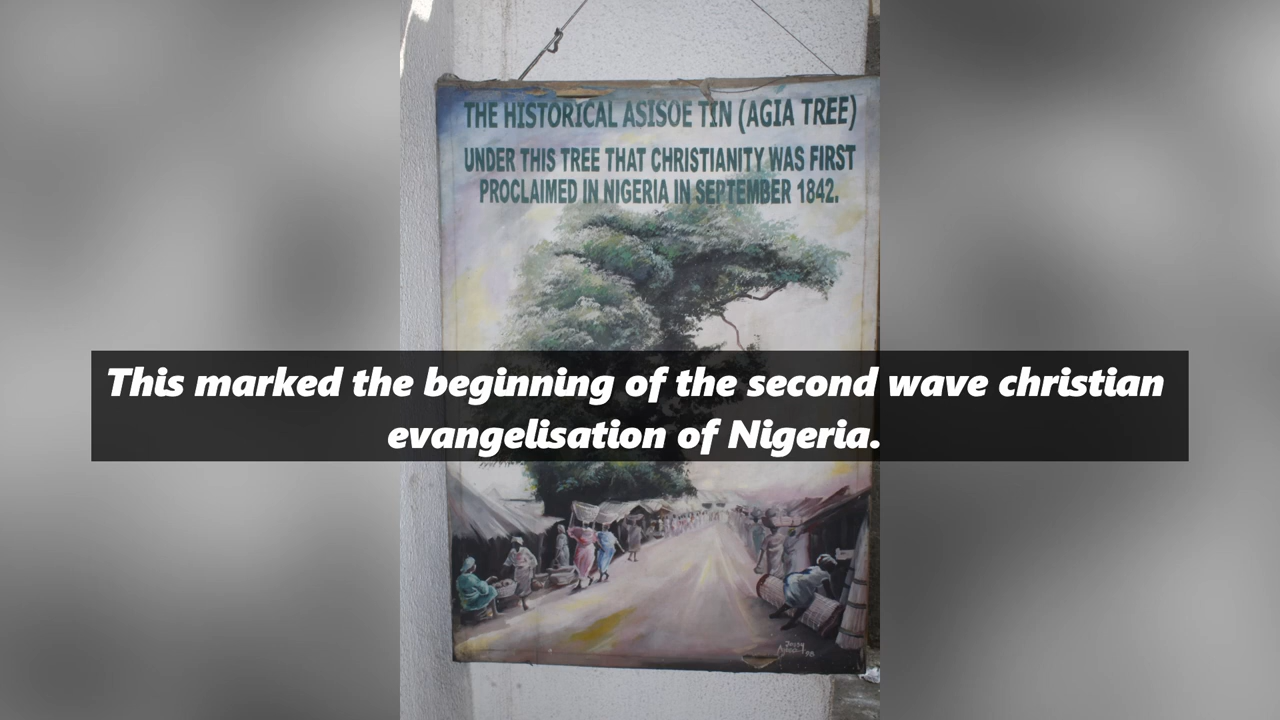 THE HISTORICAL ASISOE TIN (AGIA TREE)
UNDER THIS TREE THAT CHRISTIANITY WAS FIRST
PROCLAIMED IN NIGERIA IN SEPTEMBER 1842.
This marked the beginning of the second wave christian
evangelisation of Nigeria.